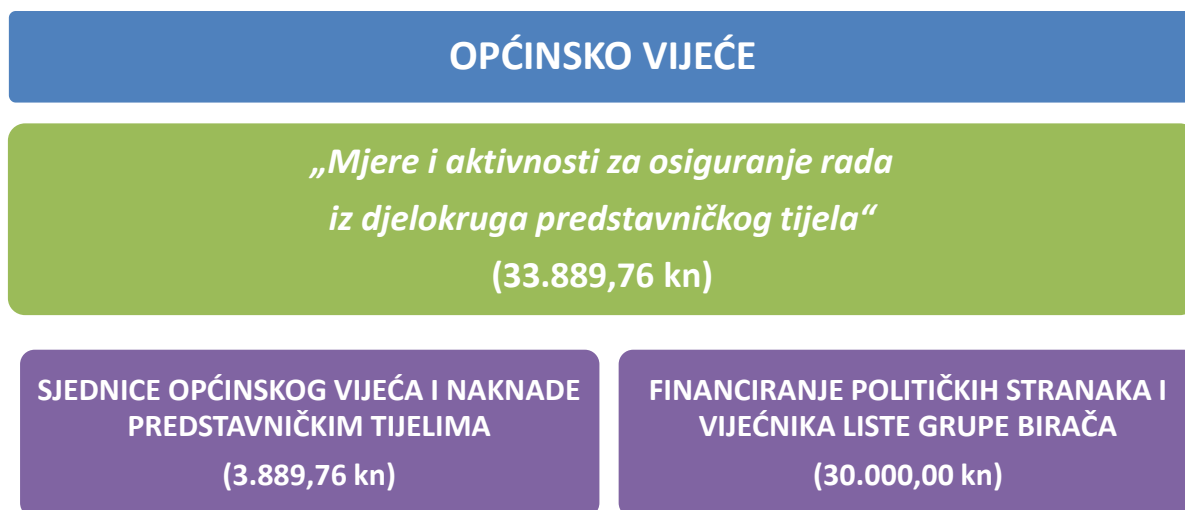 OPĆINSKO VIJEĆE
„Mjere i aktivnosti za osiguranje rada
iz djelokruga predstavničkog tijela“
(33.889,76 kn)
SJEDNICE OPĆINSKOG VIJEĆA I NAKNADE
PREDSTAVNIČKIM TIJELIMA
(3.889,76 kn)
FINANCIRANJE POLITIČKIH STRANAKA I
VIJEĆNIKA LISTE GRUPE BIRAČA
(30.000,00 kn)